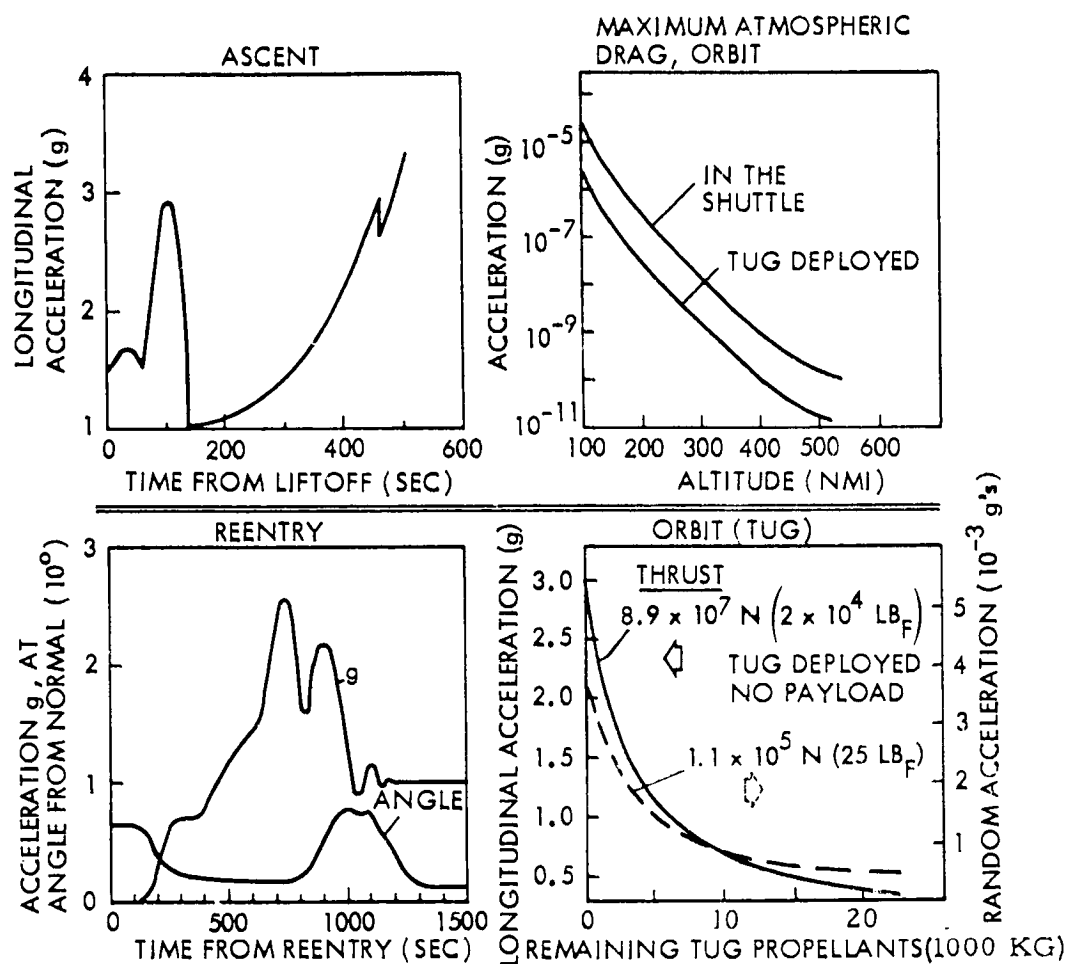 ASCENT
LONGITUDINAL
ACCELERATION (g)
4
3
2
1
0 200 400 600
TIME FROM LIFTOFF (SEC)
MAXIMUM ATMOSPHERIC
DRAG, ORBIT
ACCELERATION (g)
10-5
10-7
10-9
10-11
IN THE
SHUTTLE
TUG DEPLOYED
100 200 300 400 500 600
ALTITUDE (NMI)
REENTRY
ACCELERATION g, AT
ANGLE FROM NORMAL (10º)
3
2
1
0
g
ANGLE
0 500 1000 1500
TIME FROM REENTRY (SEC)
ORBIT (TUG)
LONGITUDINAL ACCELERATION (g)
3.0
2.5
2.0
1.5
1.0
0.5
THRUST
8.9 x 10^7 N (2 x 10^4 LB_F)
TUG DEPLOYED
NO PAYLOAD
1.1 x 10^5 N (25 LB_F)
5
4
3
2
1
RANDOM ACCELERATION (10-3 g's)
0 10 20
REMAINING TUG PROPELLANTS (1000 KG)